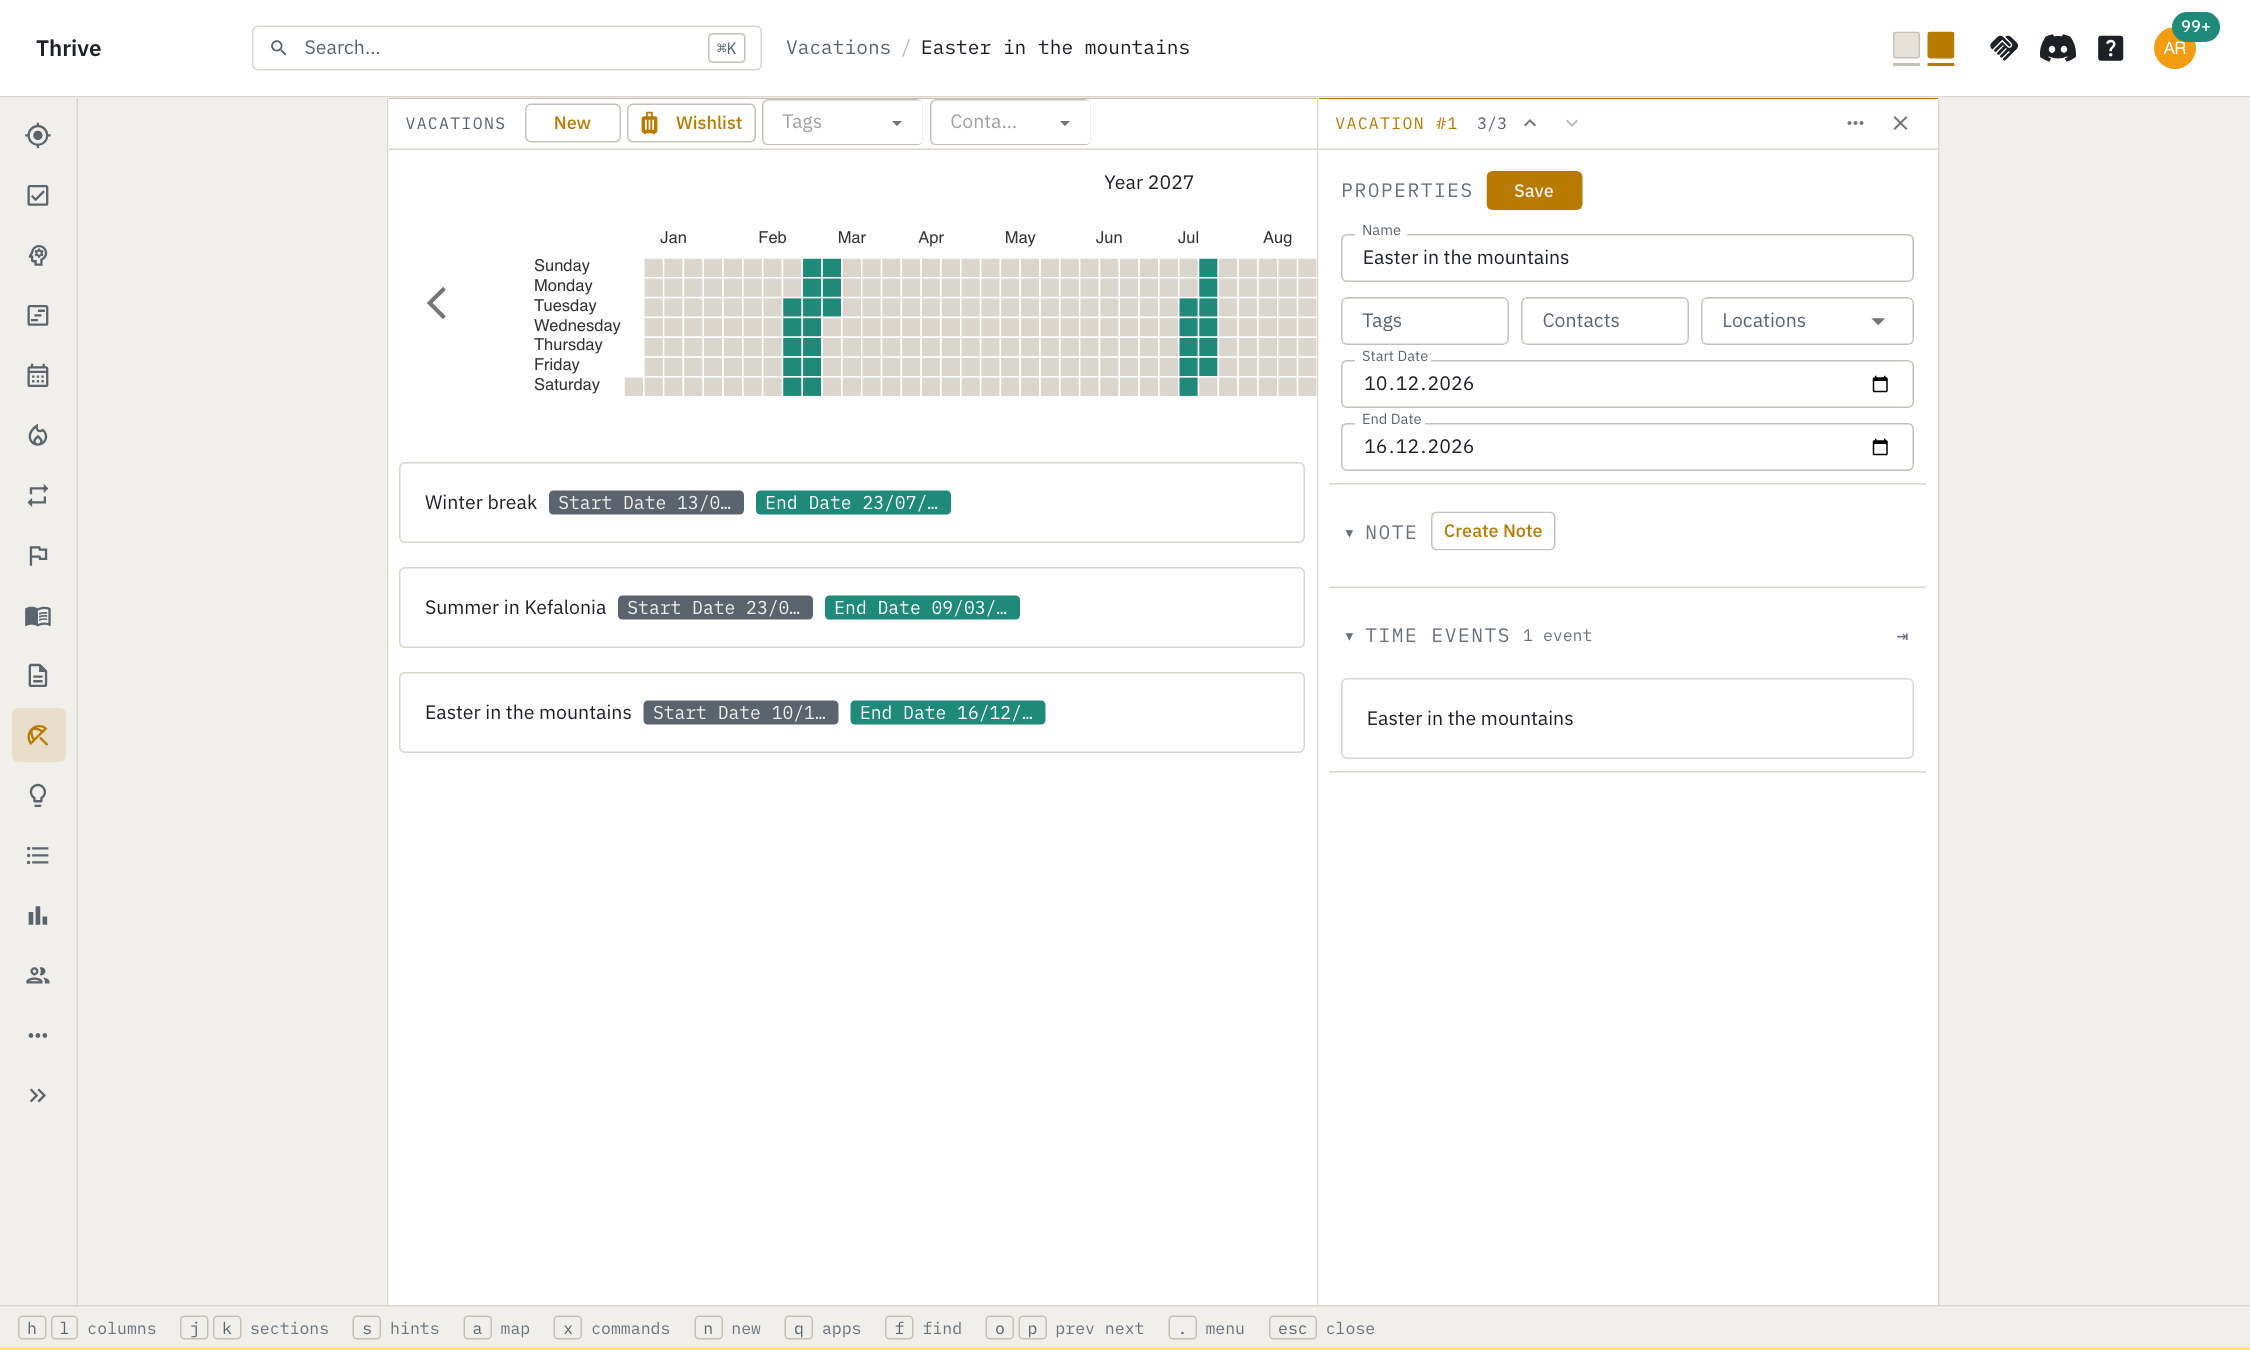 Thrive
Search...
⌘K
Vacations / Easter in the mountains
99+
AR
VACATIONS
New
Wishlist
Tags
Conta...
Year 2027
Jan Feb Mar Apr May Jun Jul Aug
Sunday
Monday
Tuesday
Wednesday
Thursday
Friday
Saturday
Winter break Start Date 13/0… End Date 23/07/…
Summer in Kefalonia Start Date 23/0… End Date 09/03/…
Easter in the mountains Start Date 10/1… End Date 16/12/…
VACATION #1 3/3
PROPERTIES Save
Name
Easter in the mountains
Tags Contacts Locations
Start Date
10.12.2026
End Date
16.12.2026
NOTE Create Note
TIME EVENTS 1 event
Easter in the mountains
h l columns j k sections s hints a map x commands n new q apps f find o p prev next . menu esc close